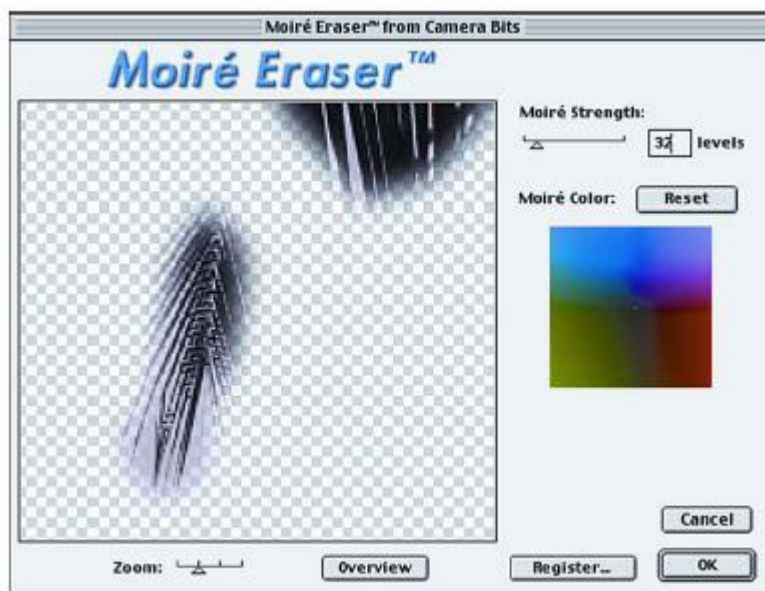 Moiré Eraser™ from Camera Bits
Moiré Eraser™
Moiré Strength:
32 levels
Moiré Color: Reset
Cancel
Zoom: Overview Register... OK